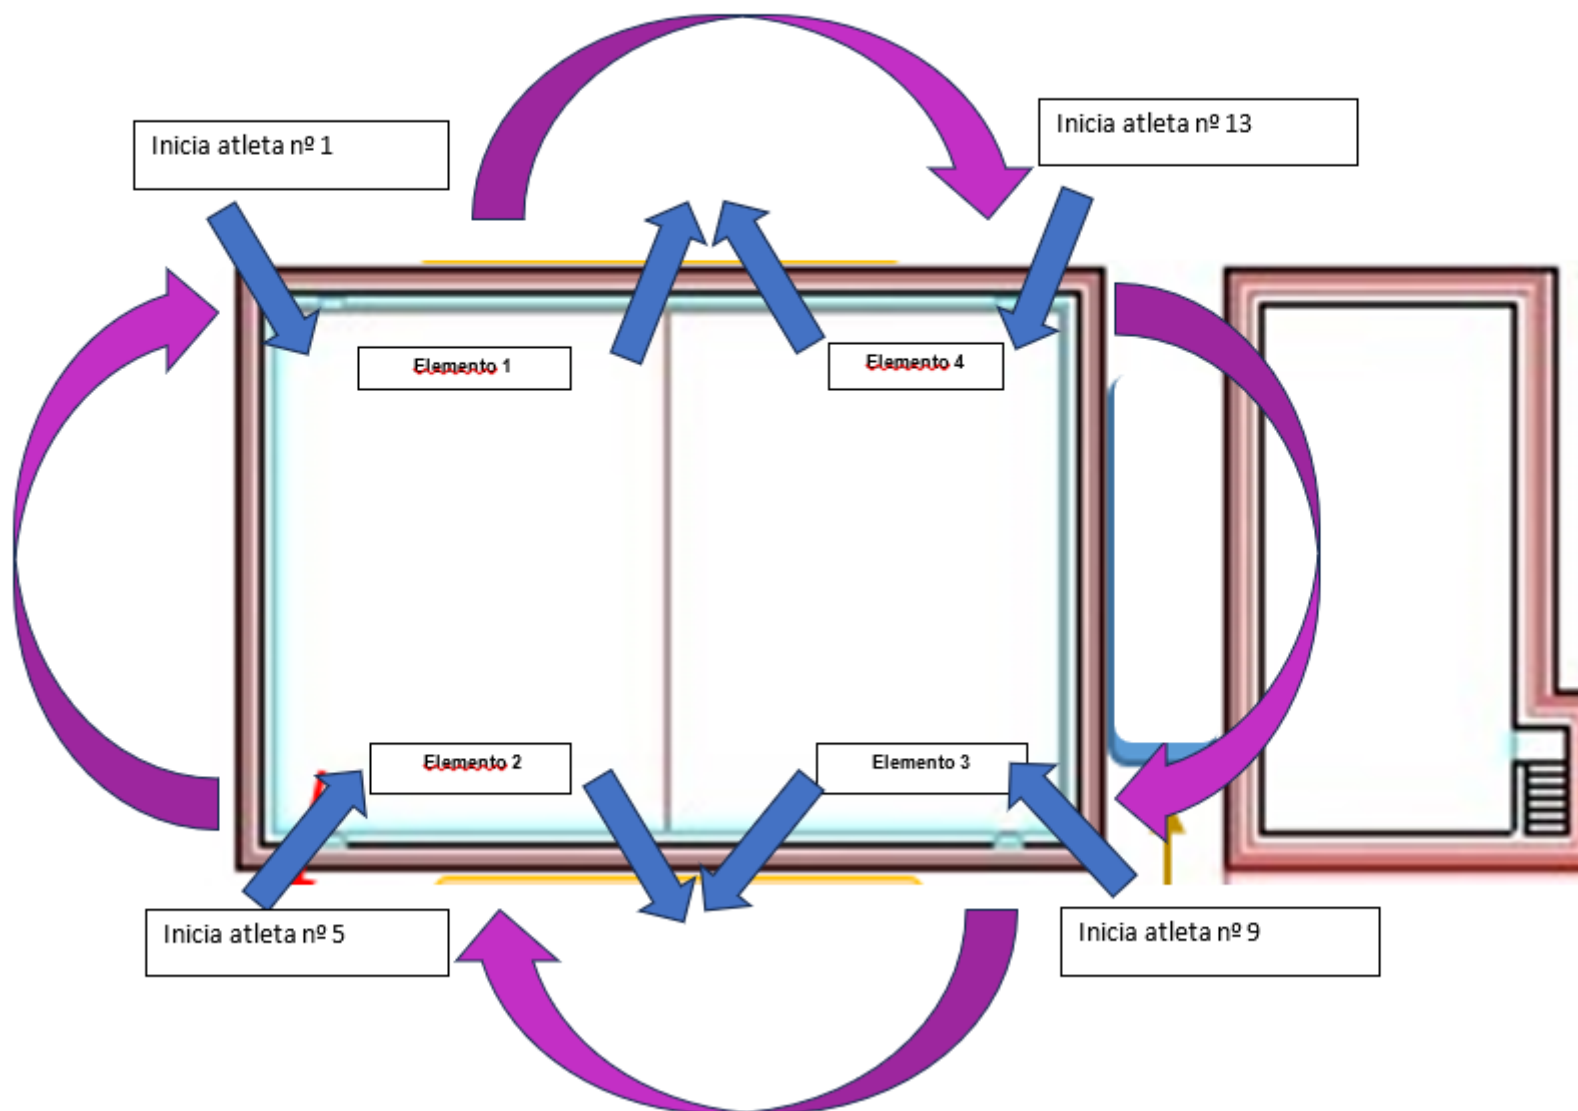 Inicia atleta nº 1
Inicia atleta nº 13
Elemento 1
Elemento 4
Elemento 2
Elemento 3
Inicia atleta nº 5
Inicia atleta nº 9